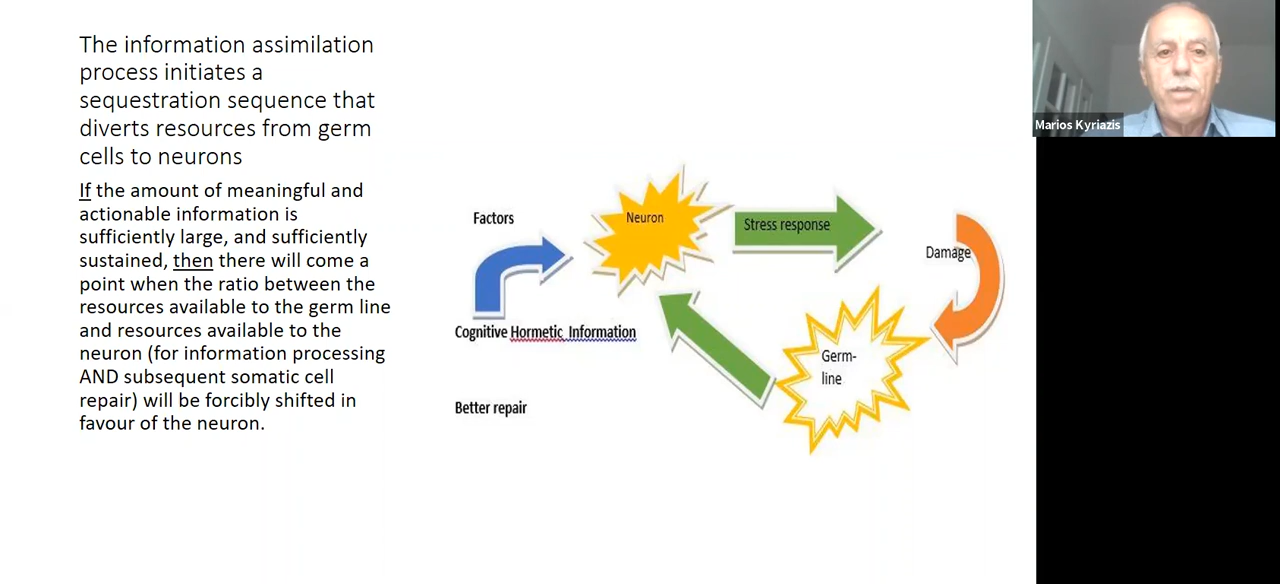 The information assimilation
process initiates a
sequestration sequence that
diverts resources from germ
cells to neurons
If the amount of meaningful and
actionable information is
sufficiently large, and sufficiently
sustained, then there will come a
point when the ratio between the
resources available to the germ line
and resources available to the
neuron (for information processing
AND subsequent somatic cell
repair) will be forcibly shifted in
favour of the neuron.
Factors
Neuron
Stress response
Damage
Cognitive Hormetic Information
Germ-
line
Better repair
Marios Kyriazis